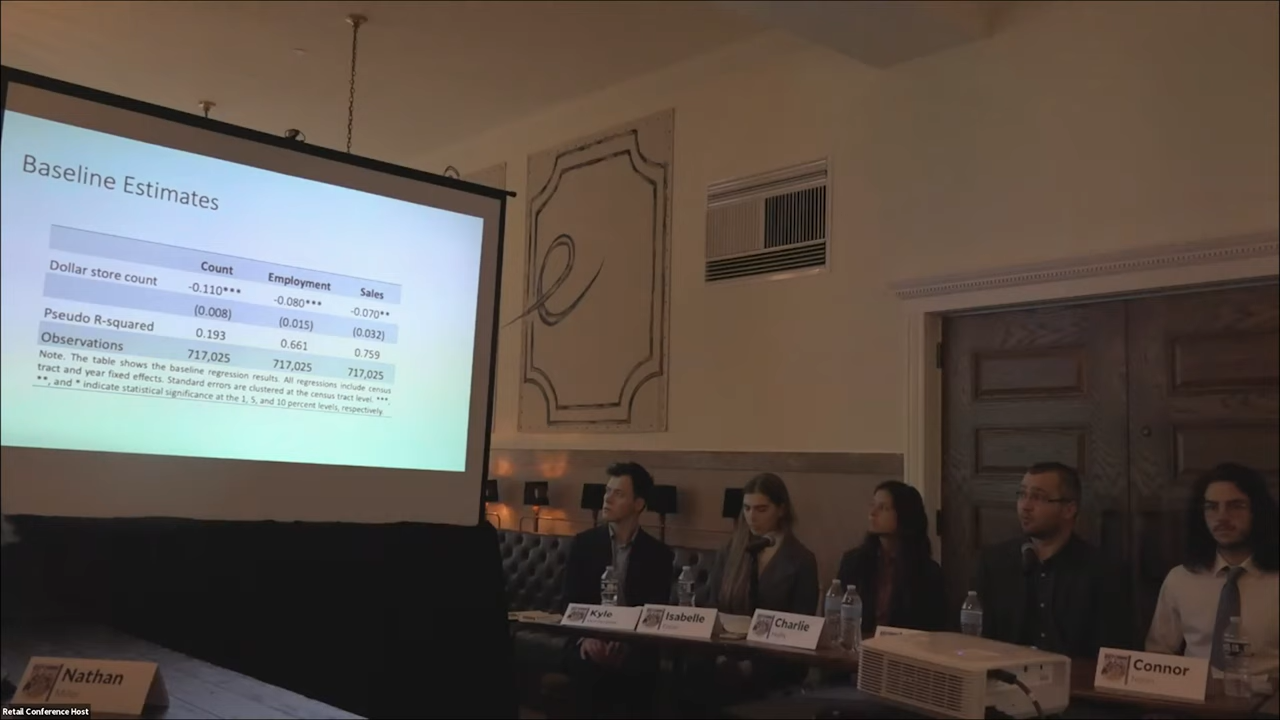 Baseline Estimates
Count Employment Sales
Dollar store count -0.110*** -0.080*** -0.070**
(0.008) (0.015) (0.032)
Pseudo R-squared 0.193 0.661 0.759
Observations 717,025 717,025 717,025
Note. The table shows the baseline regression results. All regressions include census
tract and year fixed effects. Standard errors are clustered at the census tract level. ***,
**, and * indicate statistical significance at the 1, 5, and 10 percent levels, respectively.
Kyle
Isabelle
Charlie
Connor
Nathan
Retail Conference Host